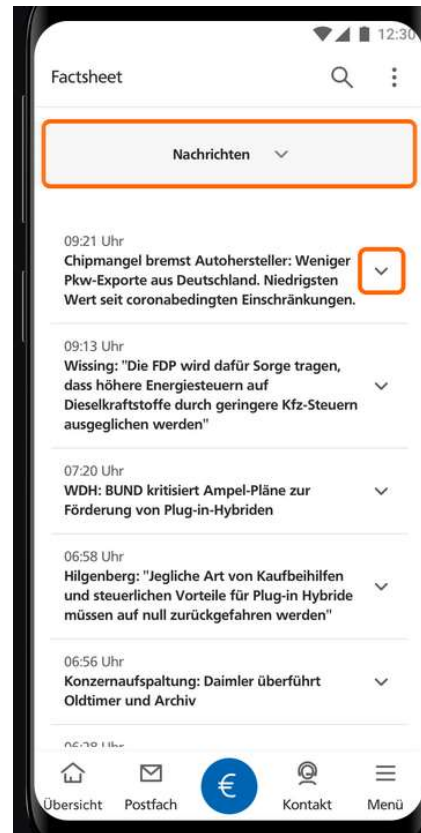 12:30
Factsheet
Nachrichten
09:21 Uhr
Chipmangel bremst Autohersteller: Weniger
Pkw-Exporte aus Deutschland. Niedrigsten
Wert seit coronabedingten Einschränkungen.
09:13 Uhr
Wissing: "Die FDP wird dafür Sorge tragen,
dass höhere Energiesteuern auf
Dieselkraftstoffe durch geringere Kfz-Steuern
ausgeglichen werden"
07:20 Uhr
WDH: BUND kritisiert Ampel-Pläne zur
Förderung von Plug-in-Hybriden
06:58 Uhr
Hilgenberg: "Jegliche Art von Kaufbeihilfen
und steuerlichen Vorteile für Plug-in Hybride
müssen auf null zurückgefahren werden"
06:56 Uhr
Konzernaufspaltung: Daimler überführt
Oldtimer und Archiv
06:28 Uhr
€
Übersicht Postfach Kontakt Menü